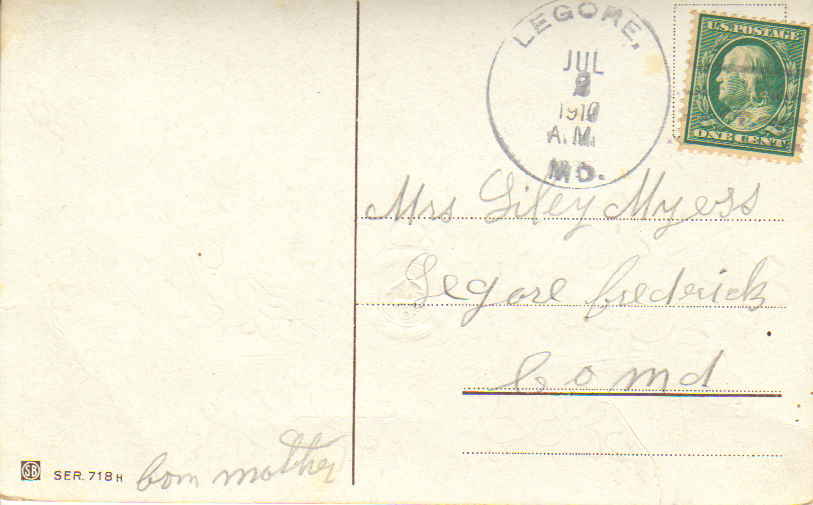 LEGORE,
JUL
2
1910
A.M.
MD.
U.S. POSTAGE
ONE CENT
Mrs Liley Myers
Legore Frederick
Co md
SB
SER. 718 H
from mother